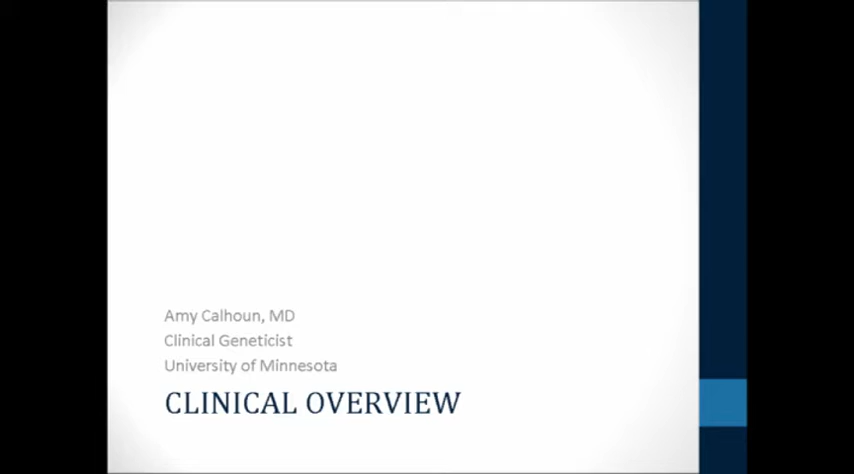 Amy Calhoun, MD
Clinical Geneticist
University of Minnesota
CLINICAL OVERVIEW